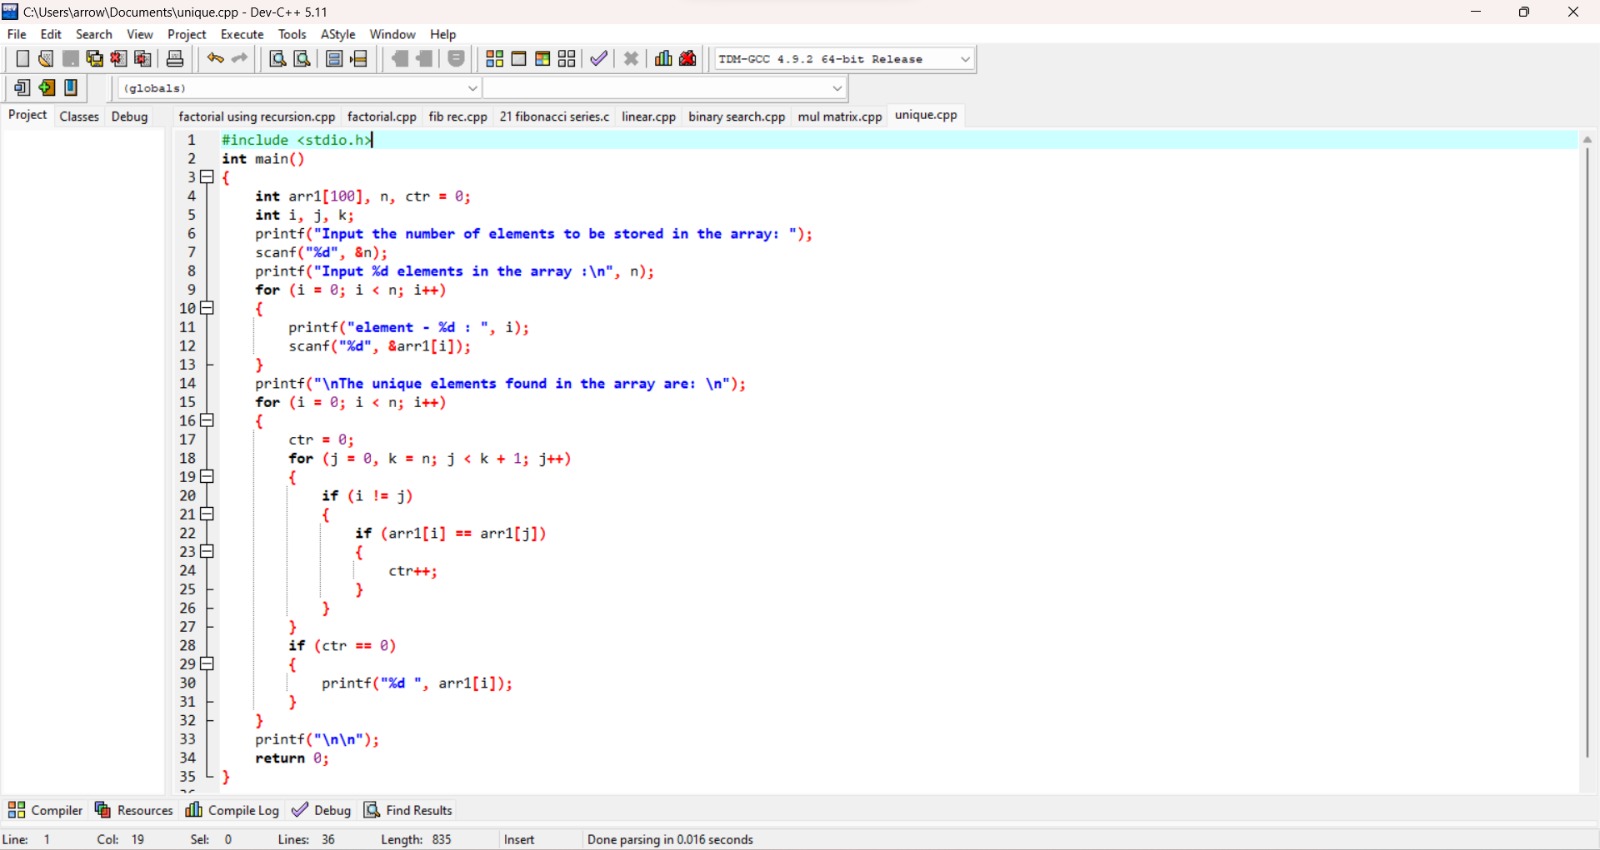 C:\Users\arrow\Documents\unique.cpp - Dev-C++ 5.11
File Edit Search View Project Execute Tools AStyle Window Help
TDM-GCC 4.9.2 64-bit Release
(globals)
Project Classes Debug factorial using recursion.cpp factorial.cpp fib rec.cpp 21 fibonacci series.c linear.cpp binary search.cpp mul matrix.cpp unique.cpp
1 #include <stdio.h>
2 int main()
3 {
4 int arr1[100], n, ctr = 0;
5 int i, j, k;
6 printf("Input the number of elements to be stored in the array: ");
7 scanf("%d", &n);
8 printf("Input %d elements in the array :\n", n);
9 for (i = 0; i < n; i++)
10 {
11 printf("element - %d : ", i);
12 scanf("%d", &arr1[i]);
13 }
14 printf("\nThe unique elements found in the array are: \n");
15 for (i = 0; i < n; i++)
16 {
17 ctr = 0;
18 for (j = 0, k = n; j < k + 1; j++)
19 {
20 if (i != j)
21 {
22 if (arr1[i] == arr1[j])
23 {
24 ctr++;
25 }
26 }
27 }
28 if (ctr == 0)
29 {
30 printf("%d ", arr1[i]);
31 }
32 }
33 printf("\n\n");
34 return 0;
35 }
Compiler Resources Compile Log Debug Find Results
Line: 1 Col: 19 Sel: 0 Lines: 36 Length: 835 Insert Done parsing in 0.016 seconds